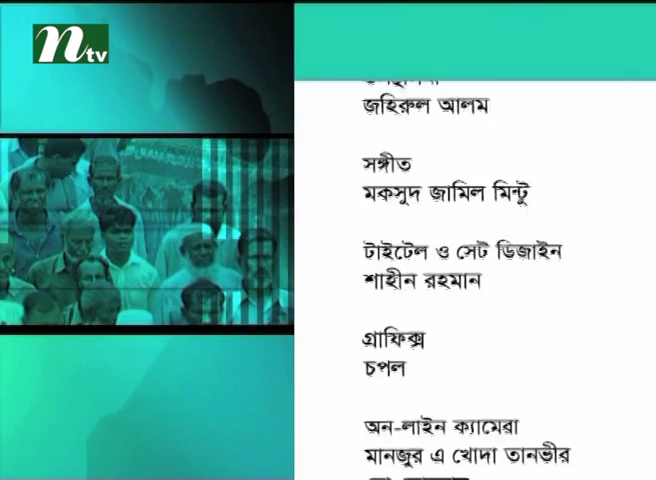 ntv
জহিরুল আলম
সঙ্গীত
মকসুদ জামিল মিন্টু
টাইটেল ও সেট ডিজাইন
শাহীন রহমান
গ্রাফিক্স
চপল
অন-লাইন ক্যামেরা
মানজুর এ খোদা তানভীর